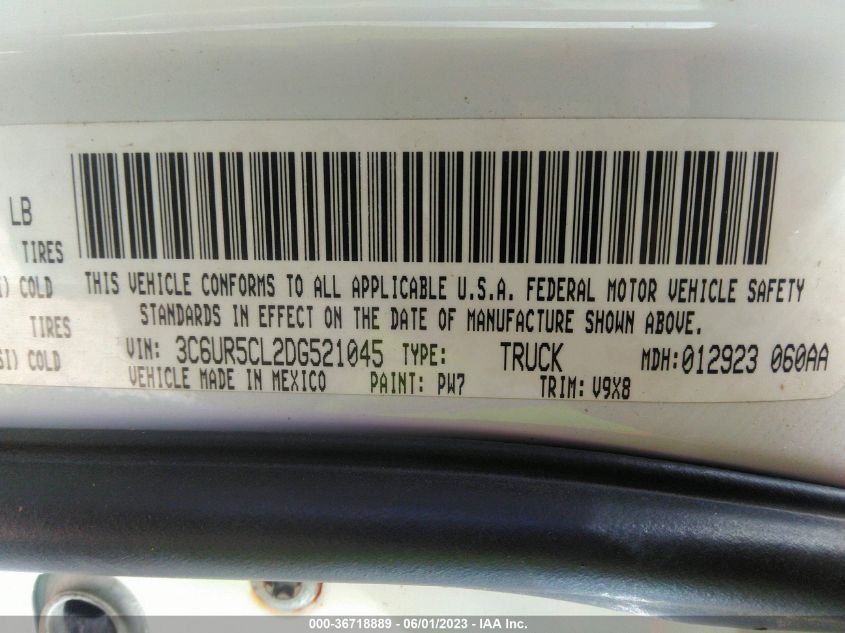 LB
TIRES
I) COLD
THIS VEHICLE CONFORMS TO ALL APPLICABLE U.S.A. FEDERAL MOTOR VEHICLE SAFETY
STANDARDS IN EFFECT ON THE DATE OF MANUFACTURE SHOWN ABOVE.
TIRES
SI) COLD
VIN: 3C6UR5CL2DG521045 TYPE: TRUCK MDH:012923 060AA
VEHICLE MADE IN MEXICO PAINT: PW7 TRIM: V9X8
000-36718889 - 06/01/2023 - IAA Inc.